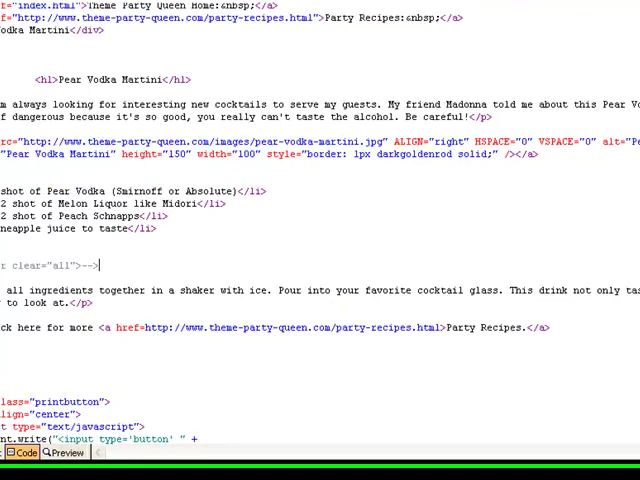 f="index.html">Theme Party Queen Home:&nbsp;</a>
f="http://www.theme-party-queen.com/party-recipes.html">Party Recipes:&nbsp;</a>
odka Martini</div>
<h1>Pear Vodka Martini</h1>
m always looking for interesting new cocktails to serve my guests. My friend Madonna told me about this Pear Vo
f dangerous because it's so good, you really can't taste the alcohol. Be careful!</p>
rc="http://www.theme-party-queen.com/images/pear-vodka-martini.jpg" ALIGN="right" HSPACE="0" VSPACE="0" alt="Pe
"Pear Vodka Martini" height="150" width="100" style="border: 1px darkgoldenrod solid;" /></a>
shot of Pear Vodka (Smirnoff or Absolute)</li>
2 shot of Melon Liquor like Midori</li>
2 shot of Peach Schnapps</li>
neapple juice to taste</li>
r clear="all">-->
all ingredients together in a shaker with ice. Pour into your favorite cocktail glass. This drink not only tas
y to look at.</p>
ck here for more <a href=http://www.theme-party-queen.com/party-recipes.html>Party Recipes.</a>
lass="printbutton">
lign="center">
t type="text/javascript">
nt.write("<input type='button' " +
Code Preview <